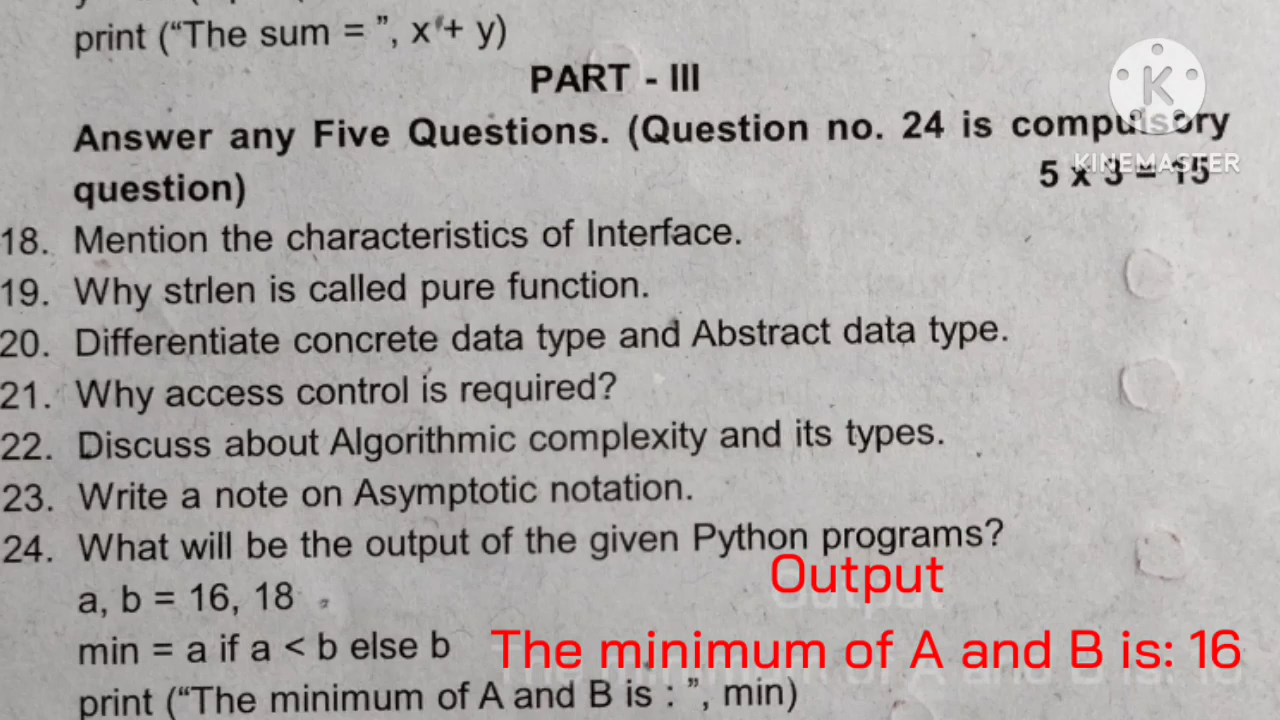 print (“The sum = ”, x + y)
PART - III
K
KINEMASTER
Answer any Five Questions. (Question no. 24 is compulsory
question) 5 x 3 = 15
18. Mention the characteristics of Interface.
19. Why strlen is called pure function.
20. Differentiate concrete data type and Abstract data type.
21. Why access control is required?
22. Discuss about Algorithmic complexity and its types.
23. Write a note on Asymptotic notation.
24. What will be the output of the given Python programs?
Output
a, b = 16, 18
min = a if a < b else b
The minimum of A and B is: 16
print (“The minimum of A and B is : ”, min)